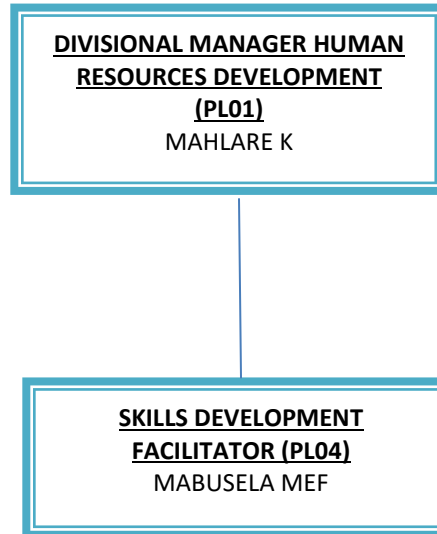 DIVISIONAL MANAGER HUMAN
RESOURCES DEVELOPMENT
(PL01)
MAHLARE K
SKILLS DEVELOPMENT
FACILITATOR (PL04)
MABUSELA MEF